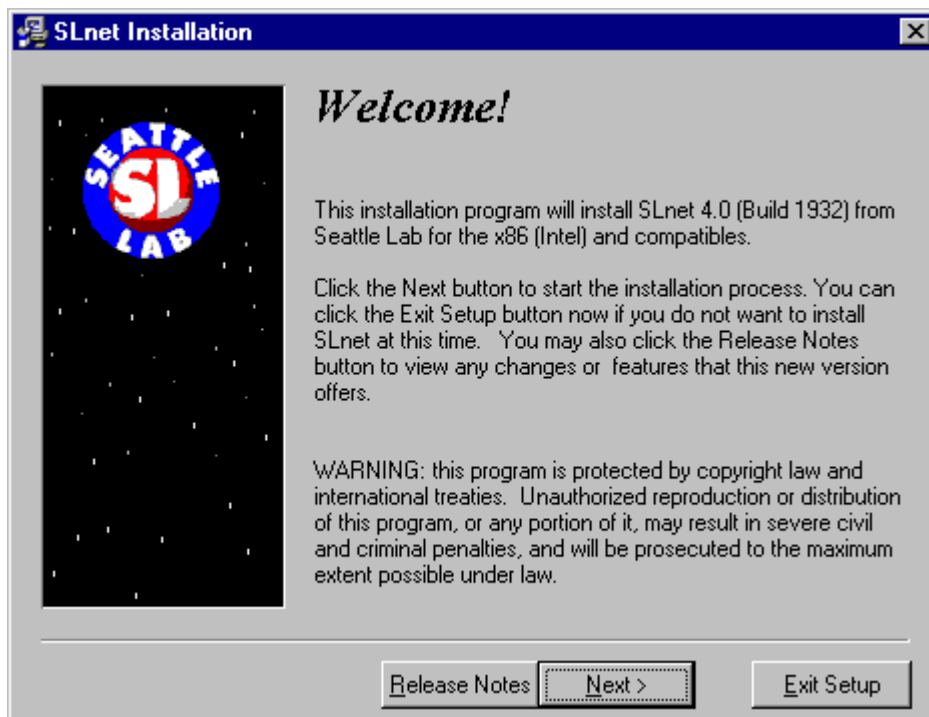 SLnet Installation
SEATTLE
SL
LAB
Welcome!
This installation program will install SLnet 4.0 (Build 1932) from
Seattle Lab for the x86 (Intel) and compatibles.
Click the Next button to start the installation process. You can
click the Exit Setup button now if you do not want to install
SLnet at this time.   You may also click the Release Notes
button to view any changes or  features that this new version
offers.
WARNING: this program is protected by copyright law and
international treaties.  Unauthorized reproduction or distribution
of this program, or any portion of it, may result in severe civil
and criminal penalties, and will be prosecuted to the maximum
extent possible under law.
Release Notes
Next >
Exit Setup